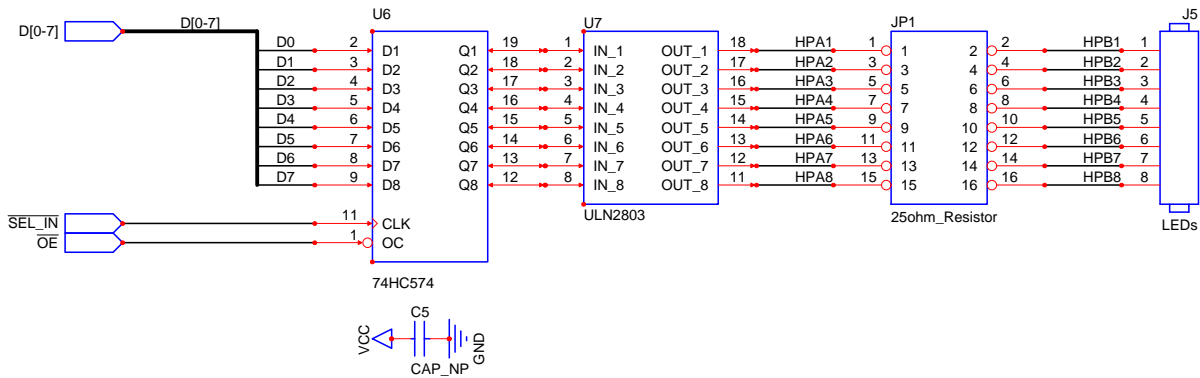 U6 U7 JP1 J5
D[0-7] D[0-7]
D0 2 D1 Q1 19 1 IN_1 OUT_1 18 HPA1 1 1 2 2 HPB1 1
D1 3 D2 Q2 18 2 IN_2 OUT_2 17 HPA2 3 3 4 4 HPB2 2
D2 4 D3 Q3 17 3 IN_3 OUT_3 16 HPA3 5 5 6 6 HPB3 3
D3 5 D4 Q4 16 4 IN_4 OUT_4 15 HPA4 7 7 8 8 HPB4 4
D4 6 D5 Q5 15 5 IN_5 OUT_5 14 HPA5 9 9 10 10 HPB5 5
D5 7 D6 Q6 14 6 IN_6 OUT_6 13 HPA6 11 11 12 12 HPB6 6
D6 8 D7 Q7 13 7 IN_7 OUT_7 12 HPA7 13 13 14 14 HPB7 7
D7 9 D8 Q8 12 8 IN_8 OUT_8 11 HPA8 15 15 16 16 HPB8 8
ULN2803 25ohm_Resistor LEDs
SEL_IN 11 CLK
OE 1 OC
74HC574
C5
VCC GND
CAP_NP